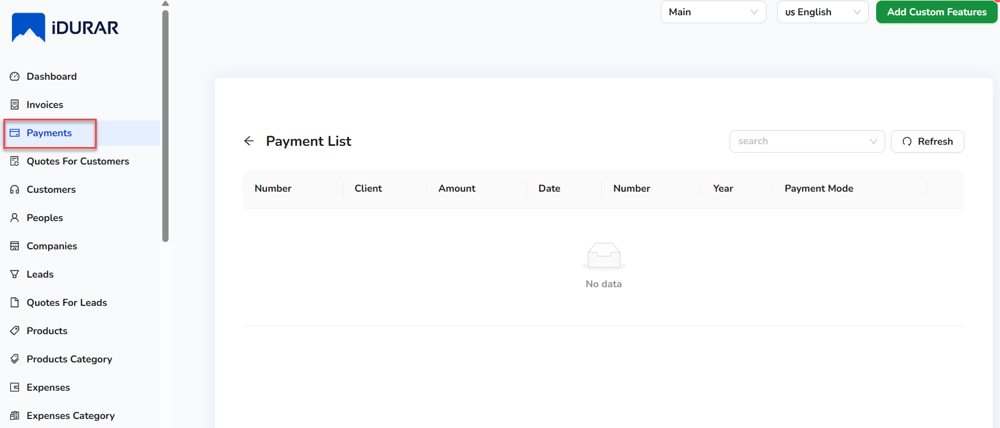 iDURAR
Main
us English
Add Custom Features
Dashboard
Invoices
Payments
Quotes For Customers
Customers
Peoples
Companies
Leads
Quotes For Leads
Products
Products Category
Expenses
Expenses Category
Payment List
search
Refresh
Number Client Amount Date Number Year Payment Mode
No data